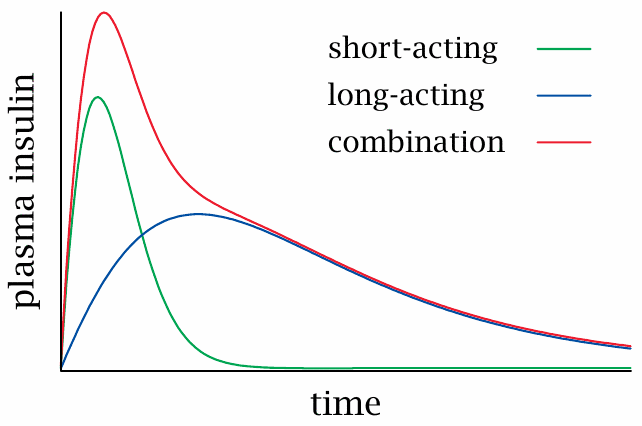 short-acting
long-acting
combination
plasma insulin
time